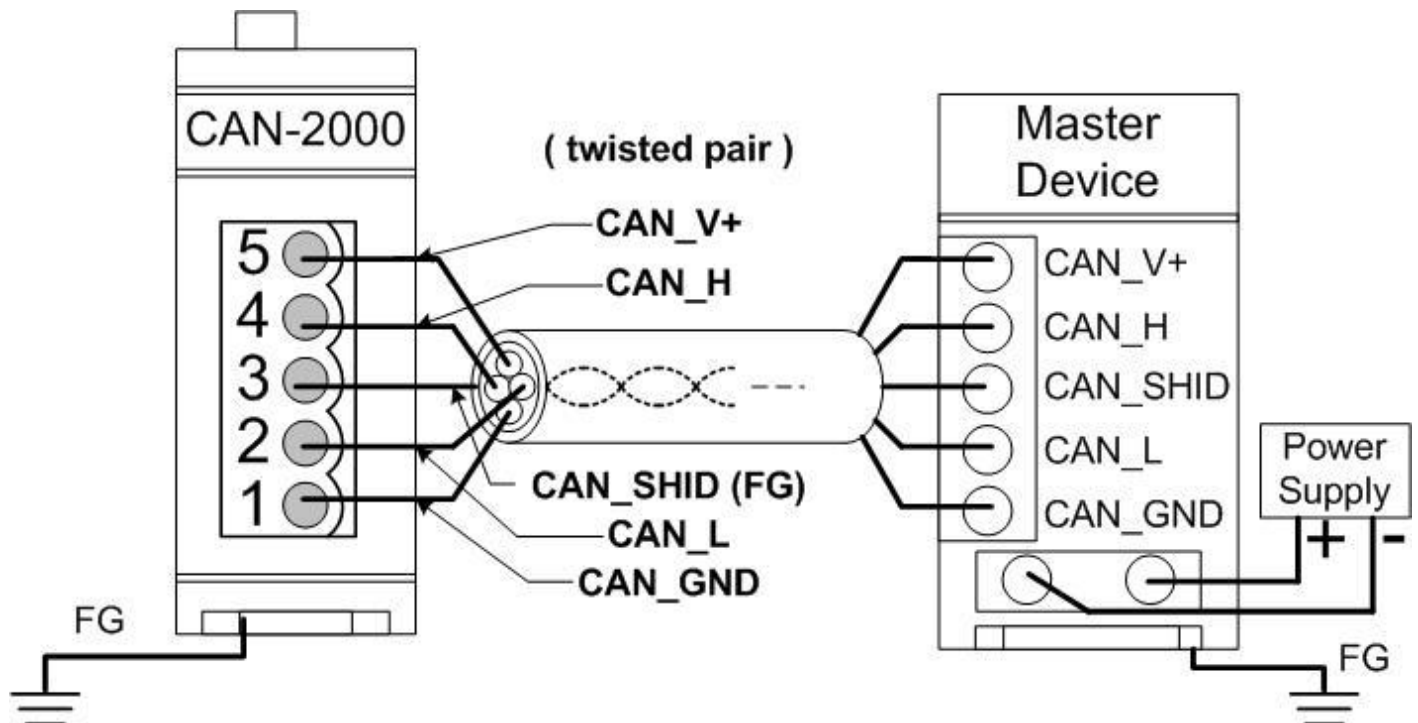 CAN-2000
( twisted pair )
CAN_V+
CAN_H
5
4
3
2
1
CAN_SHID (FG)
CAN_L
CAN_GND
FG
Master
Device
CAN_V+
CAN_H
CAN_SHID
CAN_L
CAN_GND
Power
Supply
+ -
FG